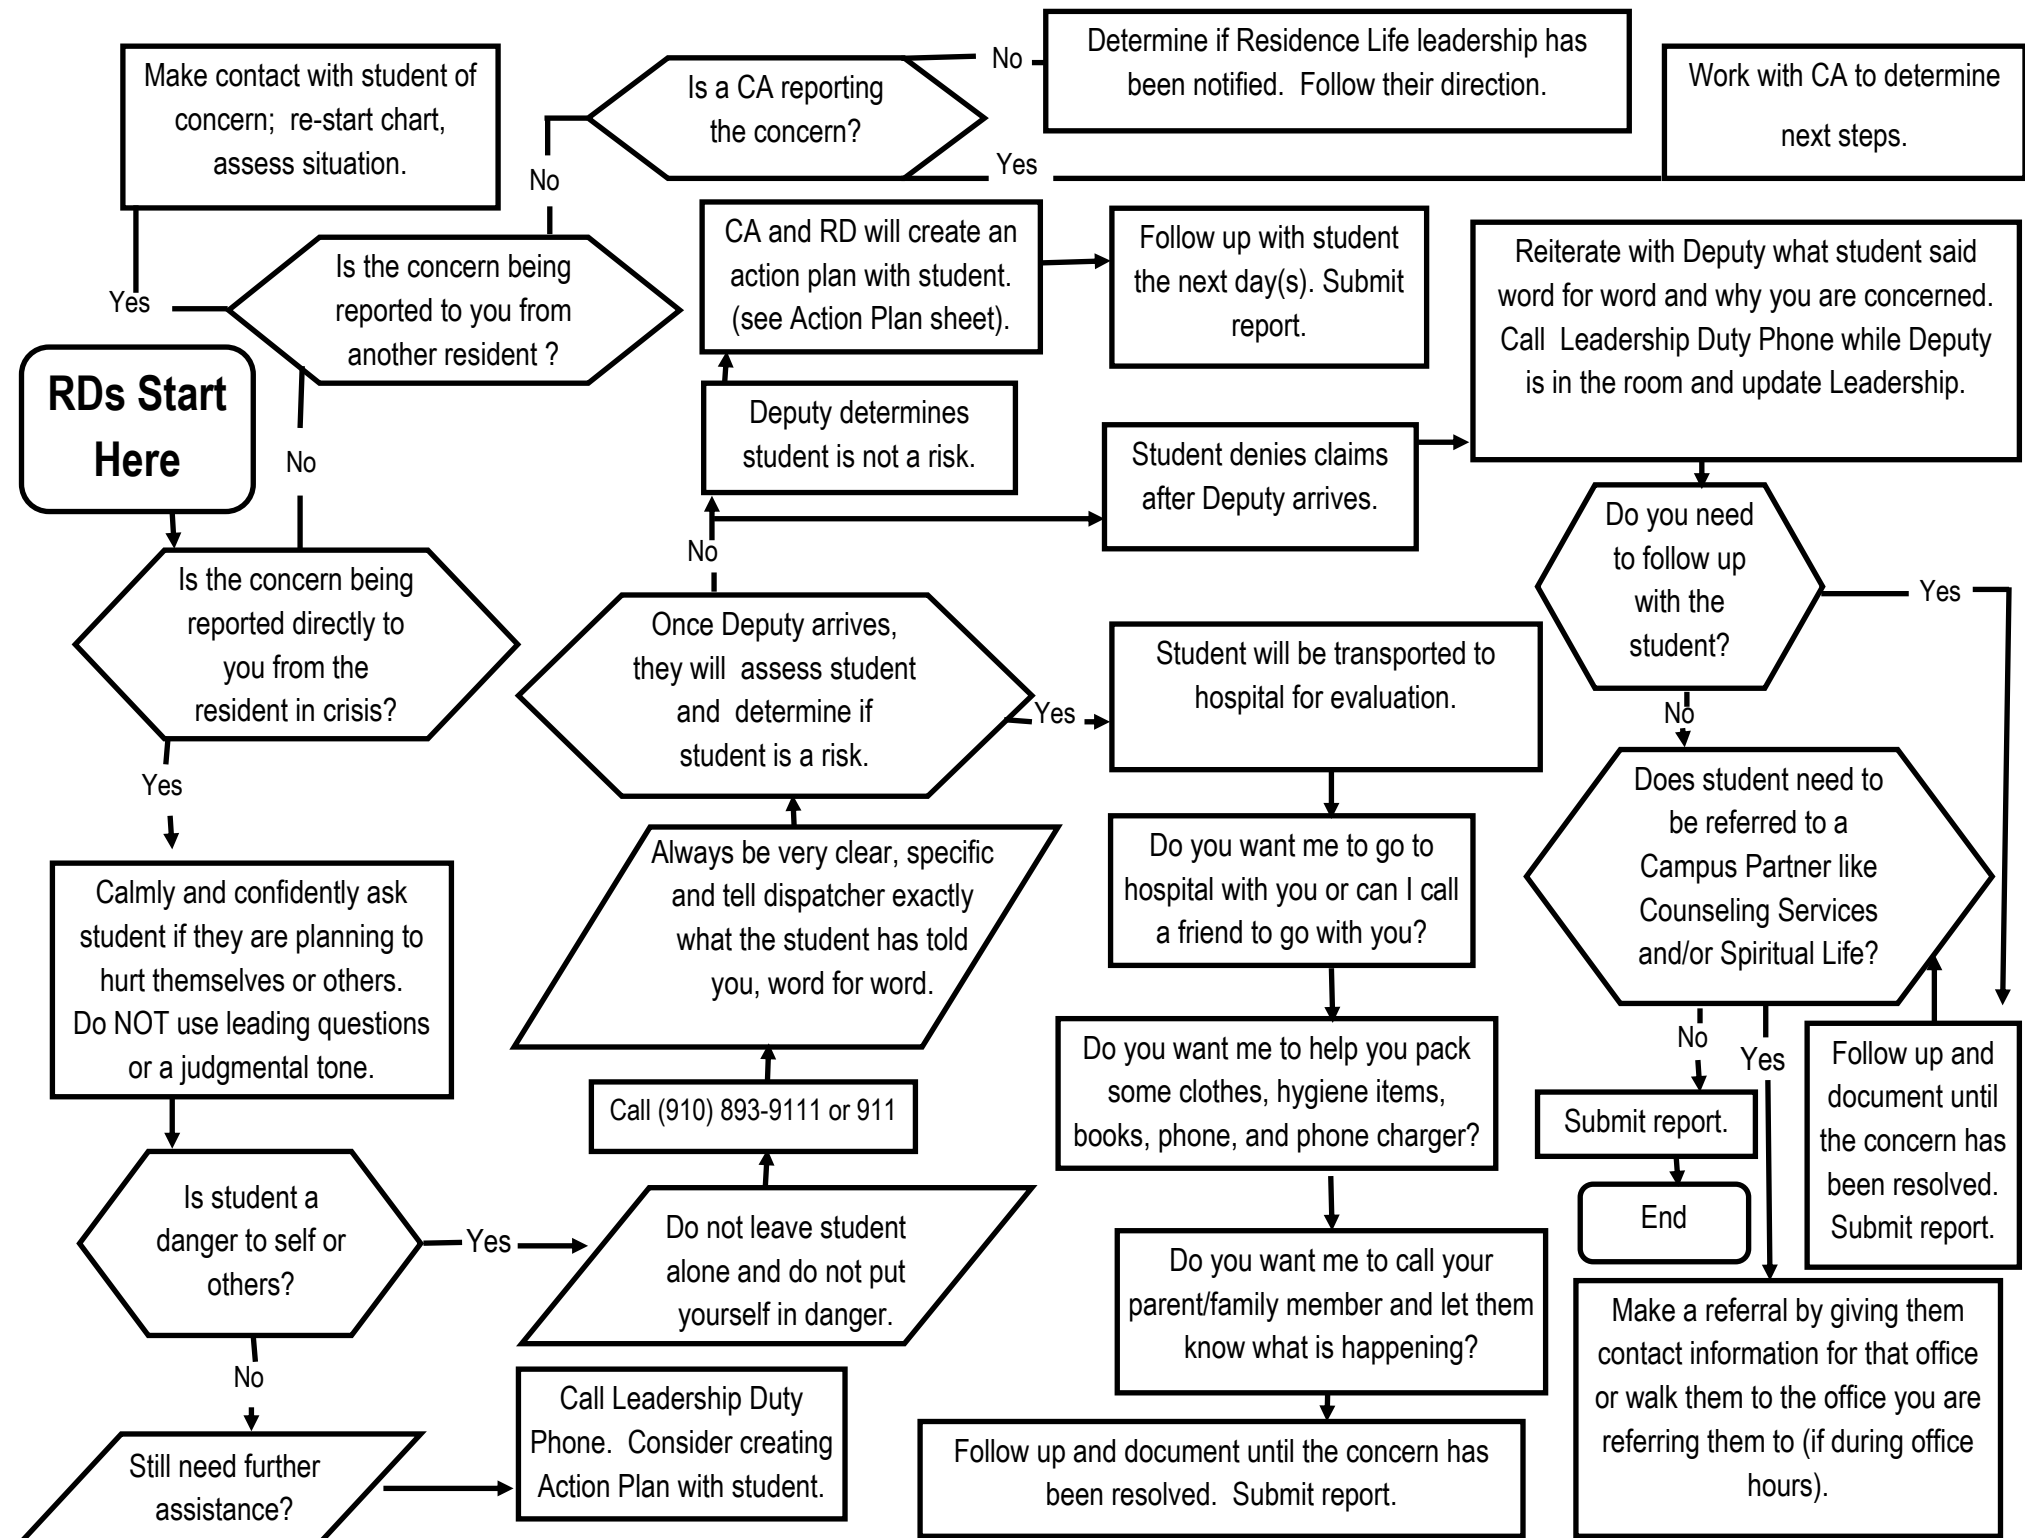 Make contact with student of
concern; re-start chart,
assess situation.
Is a CA reporting
the concern?
No
Determine if Residence Life leadership has
been notified. Follow their direction.
Yes
Work with CA to determine
next steps.
No
Is the concern being
reported to you from
another resident ?
Yes
RDs Start
Here
No
Is the concern being
reported directly to
you from the
resident in crisis?
Yes
Calmly and confidently ask
student if they are planning to
hurt themselves or others.
Do NOT use leading questions
or a judgmental tone.
Is student a
danger to self or
others?
Yes
No
Still need further
assistance?
Call Leadership Duty
Phone. Consider creating
Action Plan with student.
Do not leave student
alone and do not put
yourself in danger.
Call (910) 893-9111 or 911
Always be very clear, specific
and tell dispatcher exactly
what the student has told
you, word for word.
Once Deputy arrives,
they will assess student
and determine if
student is a risk.
No
Deputy determines
student is not a risk.
CA and RD will create an
action plan with student.
(see Action Plan sheet).
Follow up with student
the next day(s). Submit
report.
Student denies claims
after Deputy arrives.
Reiterate with Deputy what student said
word for word and why you are concerned.
Call Leadership Duty Phone while Deputy
is in the room and update Leadership.
Yes
Student will be transported to
hospital for evaluation.
Do you want me to go to
hospital with you or can I call
a friend to go with you?
Do you want me to help you pack
some clothes, hygiene items,
books, phone, and phone charger?
Do you want me to call your
parent/family member and let them
know what is happening?
Follow up and document until the concern has
been resolved. Submit report.
Do you need
to follow up
with the
student?
Yes
No
Does student need to
be referred to a
Campus Partner like
Counseling Services
and/or Spiritual Life?
No
Yes
Submit report.
End
Follow up and
document until
the concern has
been resolved.
Submit report.
Make a referral by giving them
contact information for that office
or walk them to the office you are
referring them to (if during office
hours).